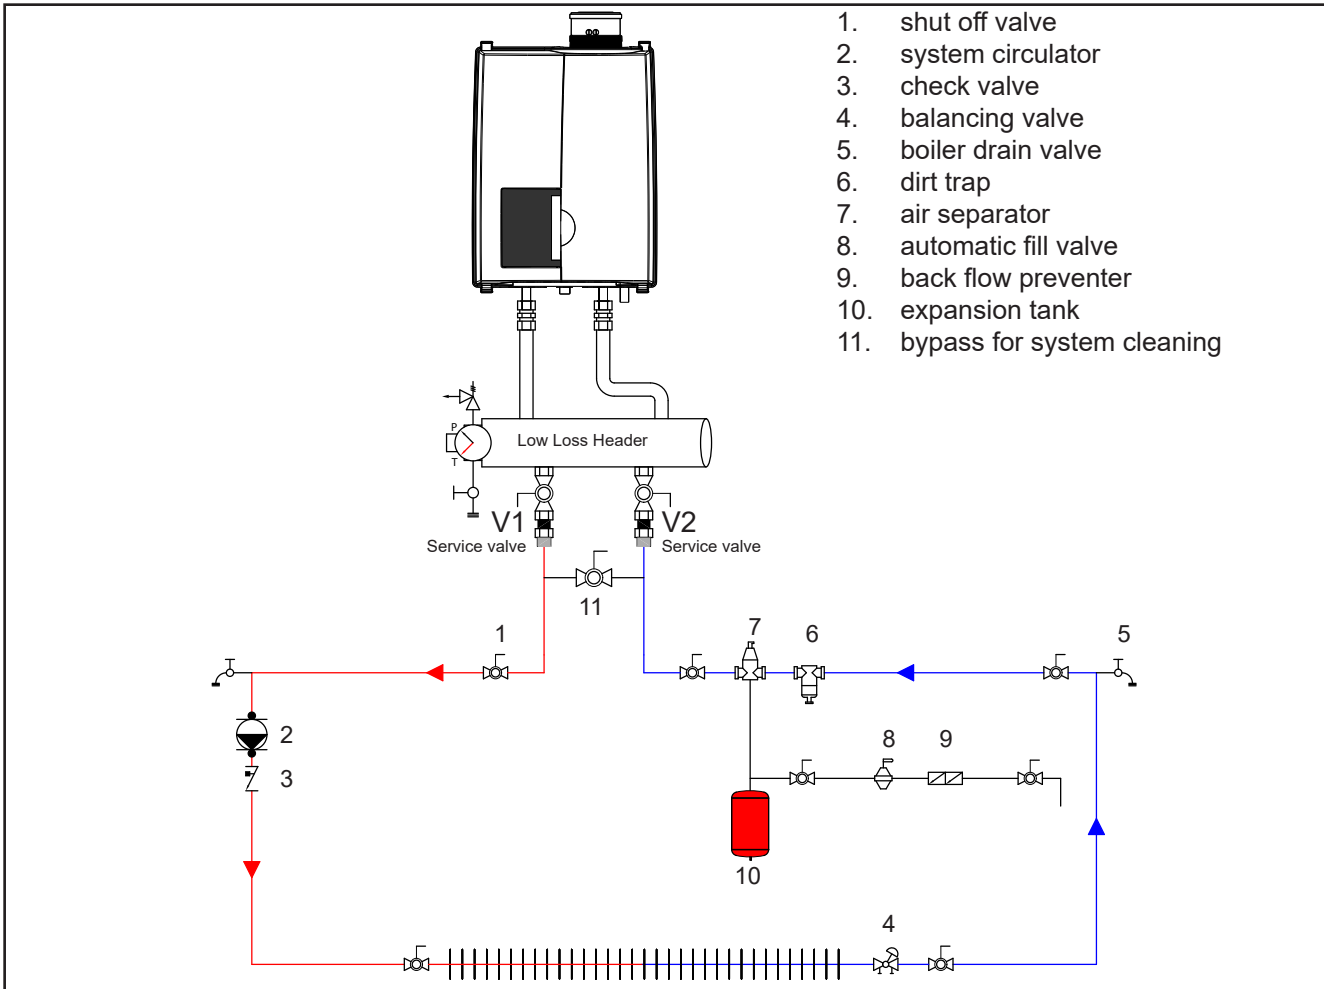 1. shut off valve
2. system circulator
3. check valve
4. balancing valve
5. boiler drain valve
6. dirt trap
7. air separator
8. automatic fill valve
9. back flow preventer
10. expansion tank
11. bypass for system cleaning
P
Low Loss Header
T
V1 V2
Service valve Service valve
11
1 7 6 5
2
3
8 9
10
4